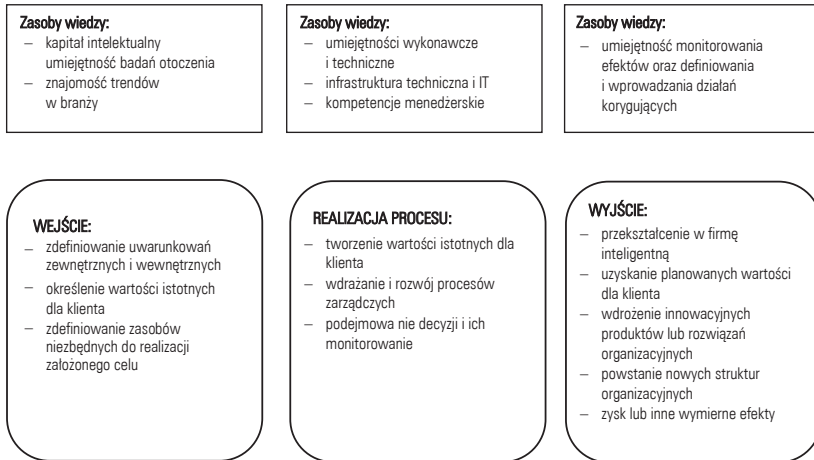 Zasoby wiedzy:
– kapitał intelektualny
umiejętność badań otoczenia
– znajomość trendów
w branży
Zasoby wiedzy:
– umiejętności wykonawcze
i techniczne
– infrastruktura techniczna i IT
– kompetencje menedżerskie
Zasoby wiedzy:
– umiejętność monitorowania
efektów oraz definiowania
i wprowadzania działań
korygujących
WEJŚCIE:
– zdefiniowanie uwarunkowań
zewnętrznych i wewnętrznych
– określenie wartości istotnych
dla klienta
– zdefiniowanie zasobów
niezbędnych do realizacji
założonego celu
REALIZACJA PROCESU:
– tworzenie wartości istotnych dla
klienta
– wdrażanie i rozwój procesów
zarządczych
– podejmowa nie decyzji i ich
monitorowanie
WYJŚCIE:
– przekształcenie w firmę
inteligentną
– uzyskanie planowanych wartości
dla klienta
– wdrożenie innowacyjnych
produktów lub rozwiązań
organizacyjnych
– powstanie nowych struktur
organizacyjnych
– zysk lub inne wymierne efekty